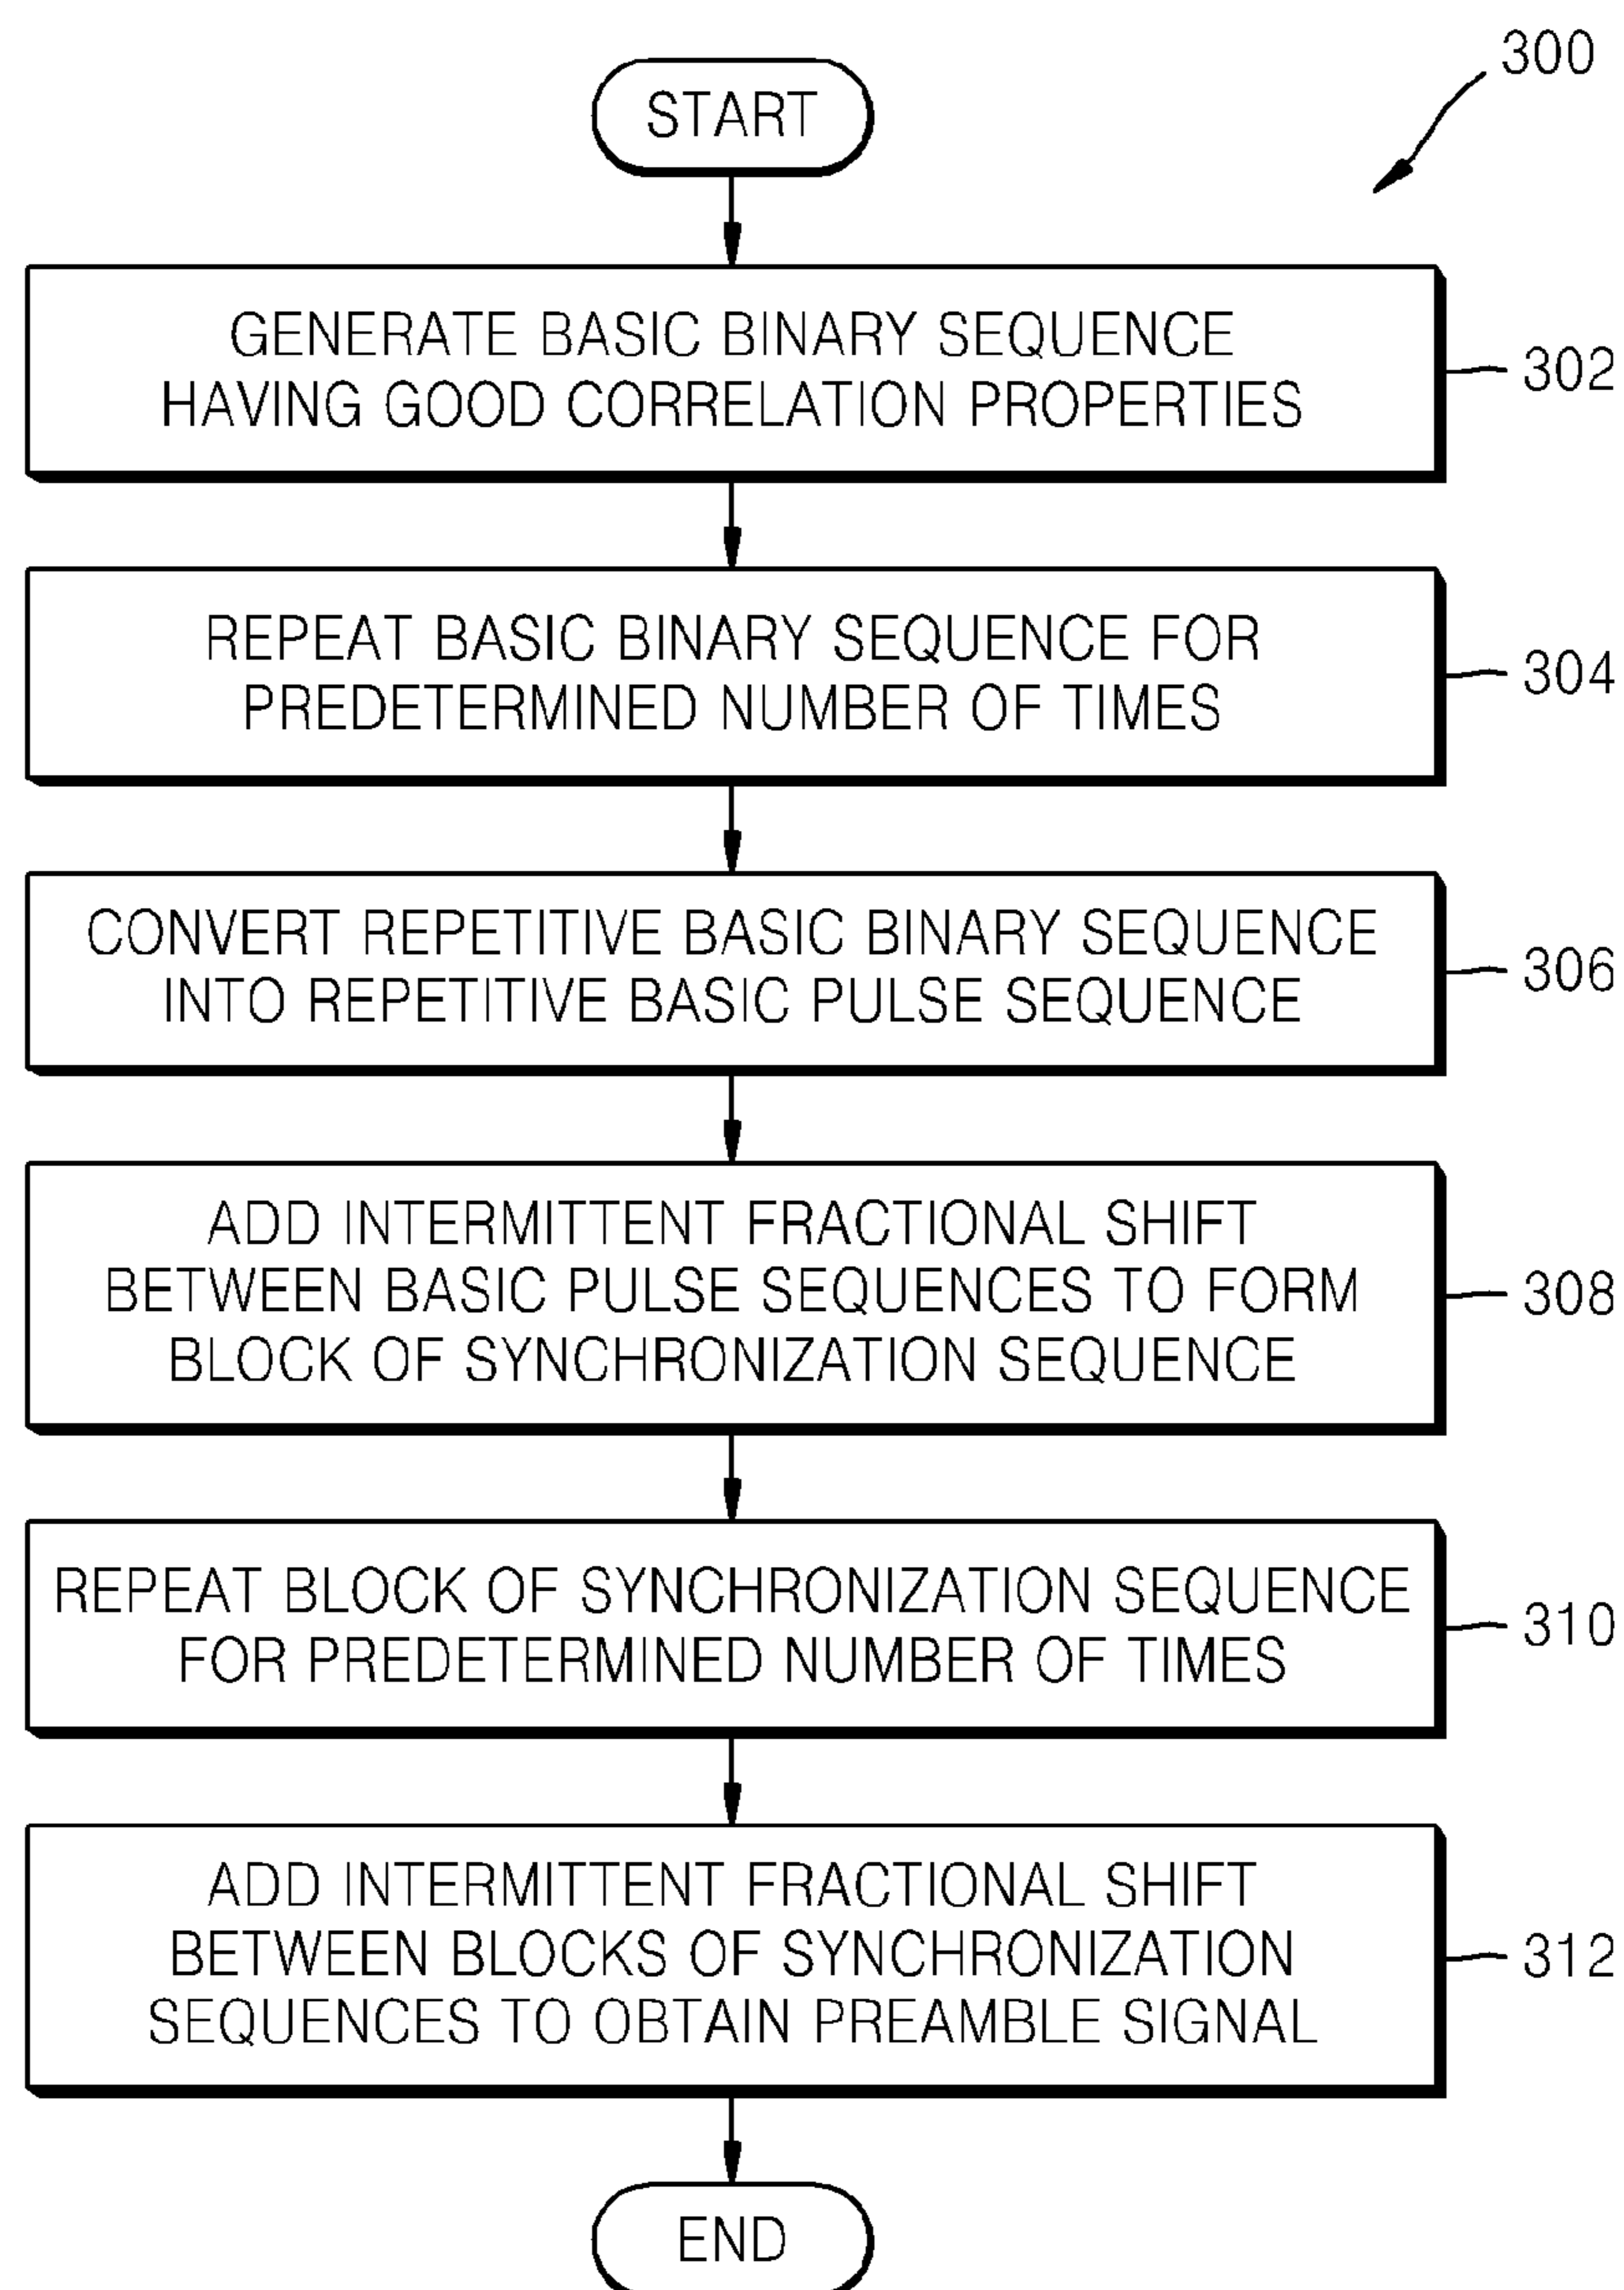 300
START
GENERATE BASIC BINARY SEQUENCE
HAVING GOOD CORRELATION PROPERTIES
302
REPEAT BASIC BINARY SEQUENCE FOR
PREDETERMINED NUMBER OF TIMES
304
CONVERT REPETITIVE BASIC BINARY SEQUENCE
INTO REPETITIVE BASIC PULSE SEQUENCE
306
ADD INTERMITTENT FRACTIONAL SHIFT
BETWEEN BASIC PULSE SEQUENCES TO FORM
BLOCK OF SYNCHRONIZATION SEQUENCE
308
REPEAT BLOCK OF SYNCHRONIZATION SEQUENCE
FOR PREDETERMINED NUMBER OF TIMES
310
ADD INTERMITTENT FRACTIONAL SHIFT
BETWEEN BLOCKS OF SYNCHRONIZATION
SEQUENCES TO OBTAIN PREAMBLE SIGNAL
312
END